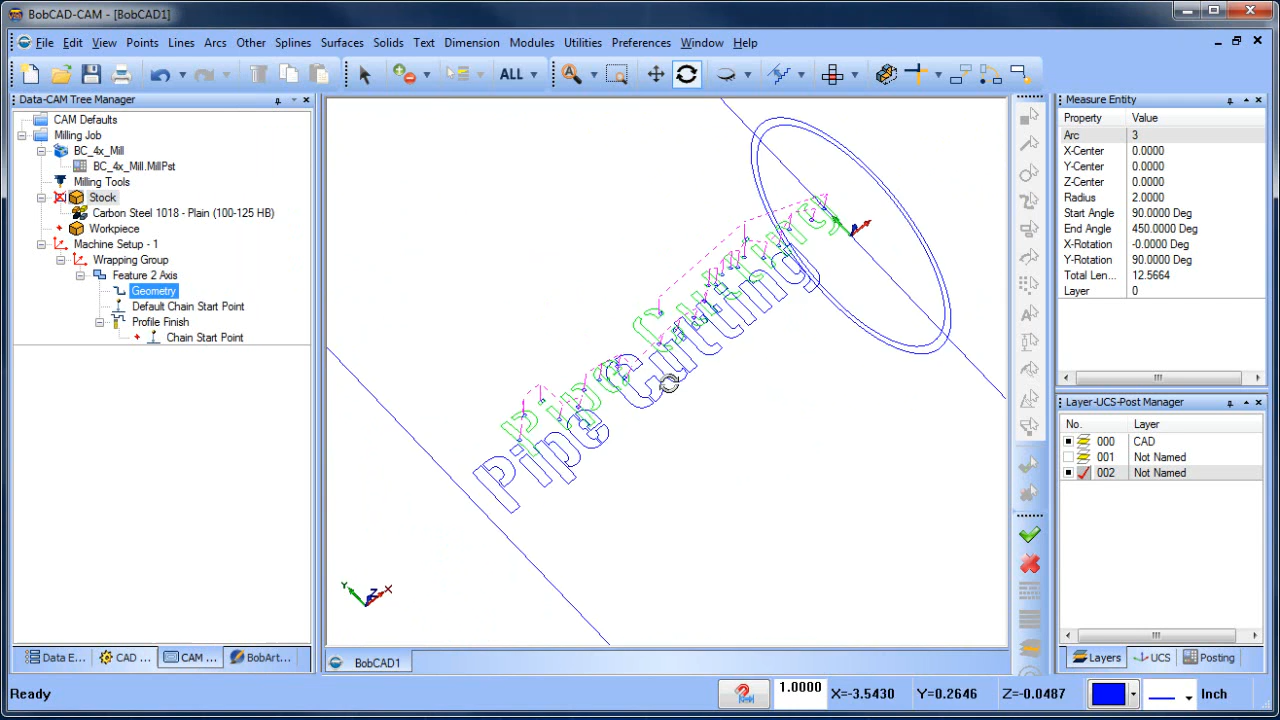 BobCAD-CAM - [BobCAD1]
File Edit View Points Lines Arcs Other Splines Surfaces Solids Text Dimension Modules Utilities Preferences Window Help
ALL
Data-CAM Tree Manager
CAM Defaults
Milling Job
BC_4x_Mill
BC_4x_Mill.MillPst
Milling Tools
Stock
Carbon Steel 1018 - Plain (100-125 HB)
Workpiece
Machine Setup - 1
Wrapping Group
Feature 2 Axis
Geometry
Default Chain Start Point
Profile Finish
Chain Start Point
Data E... CAD ... CAM ... BobArt...
Pipe Cutting
Pipe Cutting
Y Z X
BobCAD1
Measure Entity
Property Value
Arc 3
X-Center 0.0000
Y-Center 0.0000
Z-Center 0.0000
Radius 2.0000
Start Angle 90.0000 Deg
End Angle 450.0000 Deg
X-Rotation -0.0000 Deg
Y-Rotation 90.0000 Deg
Total Len... 12.5664
Layer 0
Layer-UCS-Post Manager
No. Layer
000 CAD
001 Not Named
002 Not Named
Layers UCS Posting
Ready 1.0000 X=-3.5430 Y=0.2646 Z=-0.0487 Inch